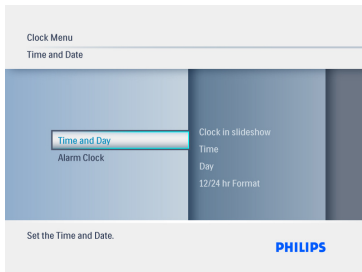 Clock Menu
Time and Date
Time and Day
Alarm Clock
Clock in slideshow
Time
Day
12/24 hr Format
Set the Time and Date.
PHILIPS